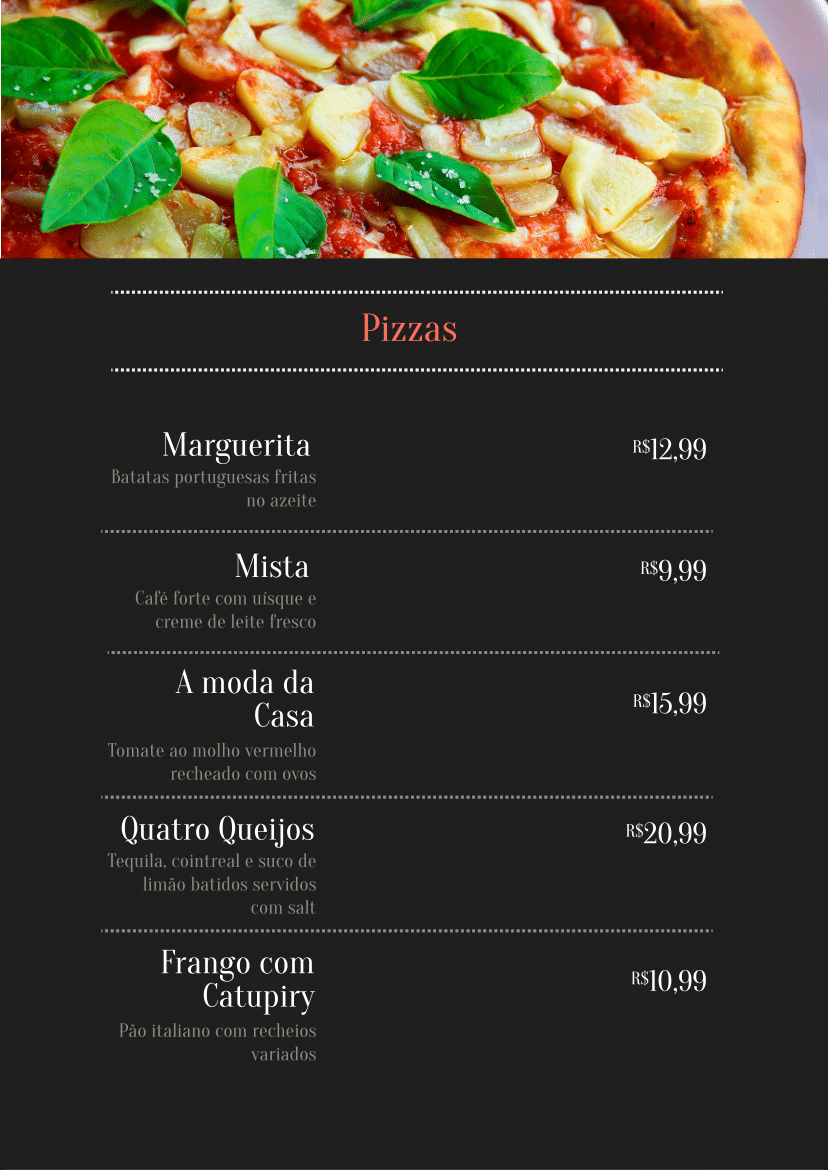 Pizzas
Marguerita
R$12,99
Batatas portuguesas fritas
no azeite
Mista
R$9,99
Café forte com uísque e
creme de leite fresco
A moda da
Casa
R$15,99
Tomate ao molho vermelho
recheado com ovos
Quatro Queijos
R$20,99
Tequila, cointreal e suco de
limão batidos servidos
com salt
Frango com
Catupiry
R$10,99
Pão italiano com recheios
variados